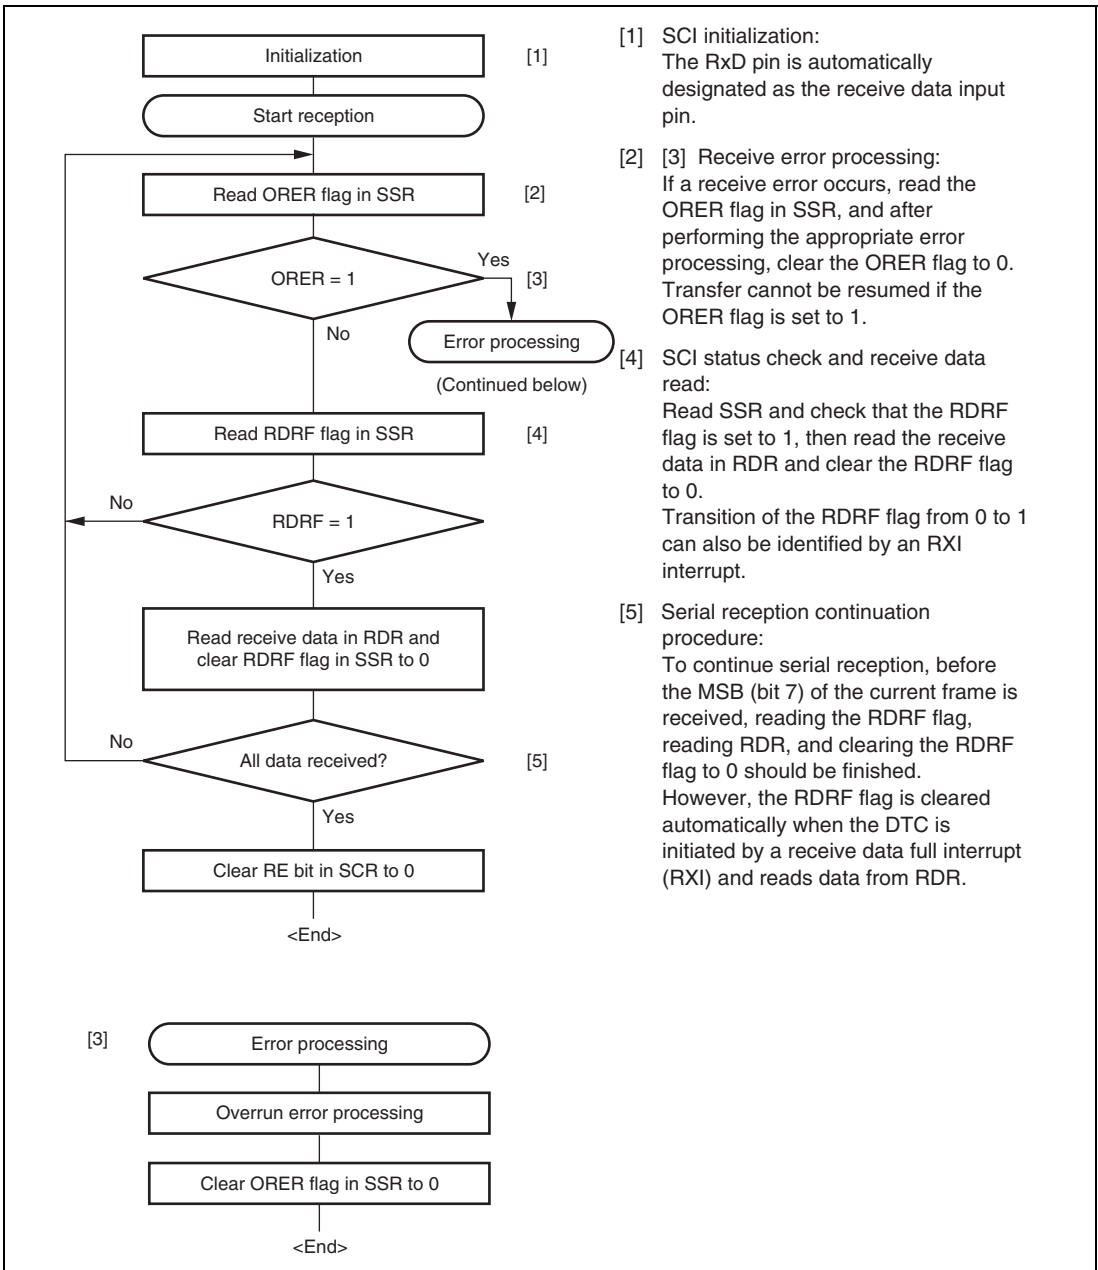 Initialization
[1]
Start reception
Read ORER flag in SSR
[2]
Yes
ORER = 1
[3]
No
Error processing
(Continued below)
Read RDRF flag in SSR
[4]
No
RDRF = 1
Yes
Read receive data in RDR and
clear RDRF flag in SSR to 0
No
All data received?
[5]
Yes
Clear RE bit in SCR to 0
<End>
[3]
Error processing
Overrun error processing
Clear ORER flag in SSR to 0
<End>
[1] SCI initialization:
The RxD pin is automatically
designated as the receive data input
pin.
[2] [3] Receive error processing:
If a receive error occurs, read the
ORER flag in SSR, and after
performing the appropriate error
processing, clear the ORER flag to 0.
Transfer cannot be resumed if the
ORER flag is set to 1.
[4] SCI status check and receive data
read:
Read SSR and check that the RDRF
flag is set to 1, then read the receive
data in RDR and clear the RDRF flag
to 0.
Transition of the RDRF flag from 0 to 1
can also be identified by an RXI
interrupt.
[5] Serial reception continuation
procedure:
To continue serial reception, before
the MSB (bit 7) of the current frame is
received, reading the RDRF flag,
reading RDR, and clearing the RDRF
flag to 0 should be finished.
However, the RDRF flag is cleared
automatically when the DTC is
initiated by a receive data full interrupt
(RXI) and reads data from RDR.